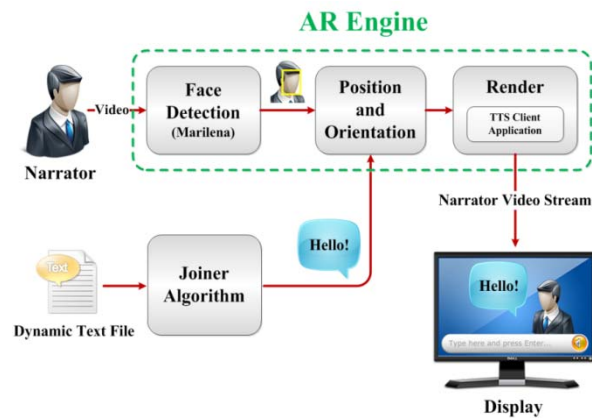 AR Engine
Narrator
Video
Face
Detection
(Marilena)
Position
and
Orientation
Render
TTS Client
Application
Narrator Video Stream
Text
Dynamic Text File
Joiner
Algorithm
Hello!
Hello!
Type here and press Enter...
Display